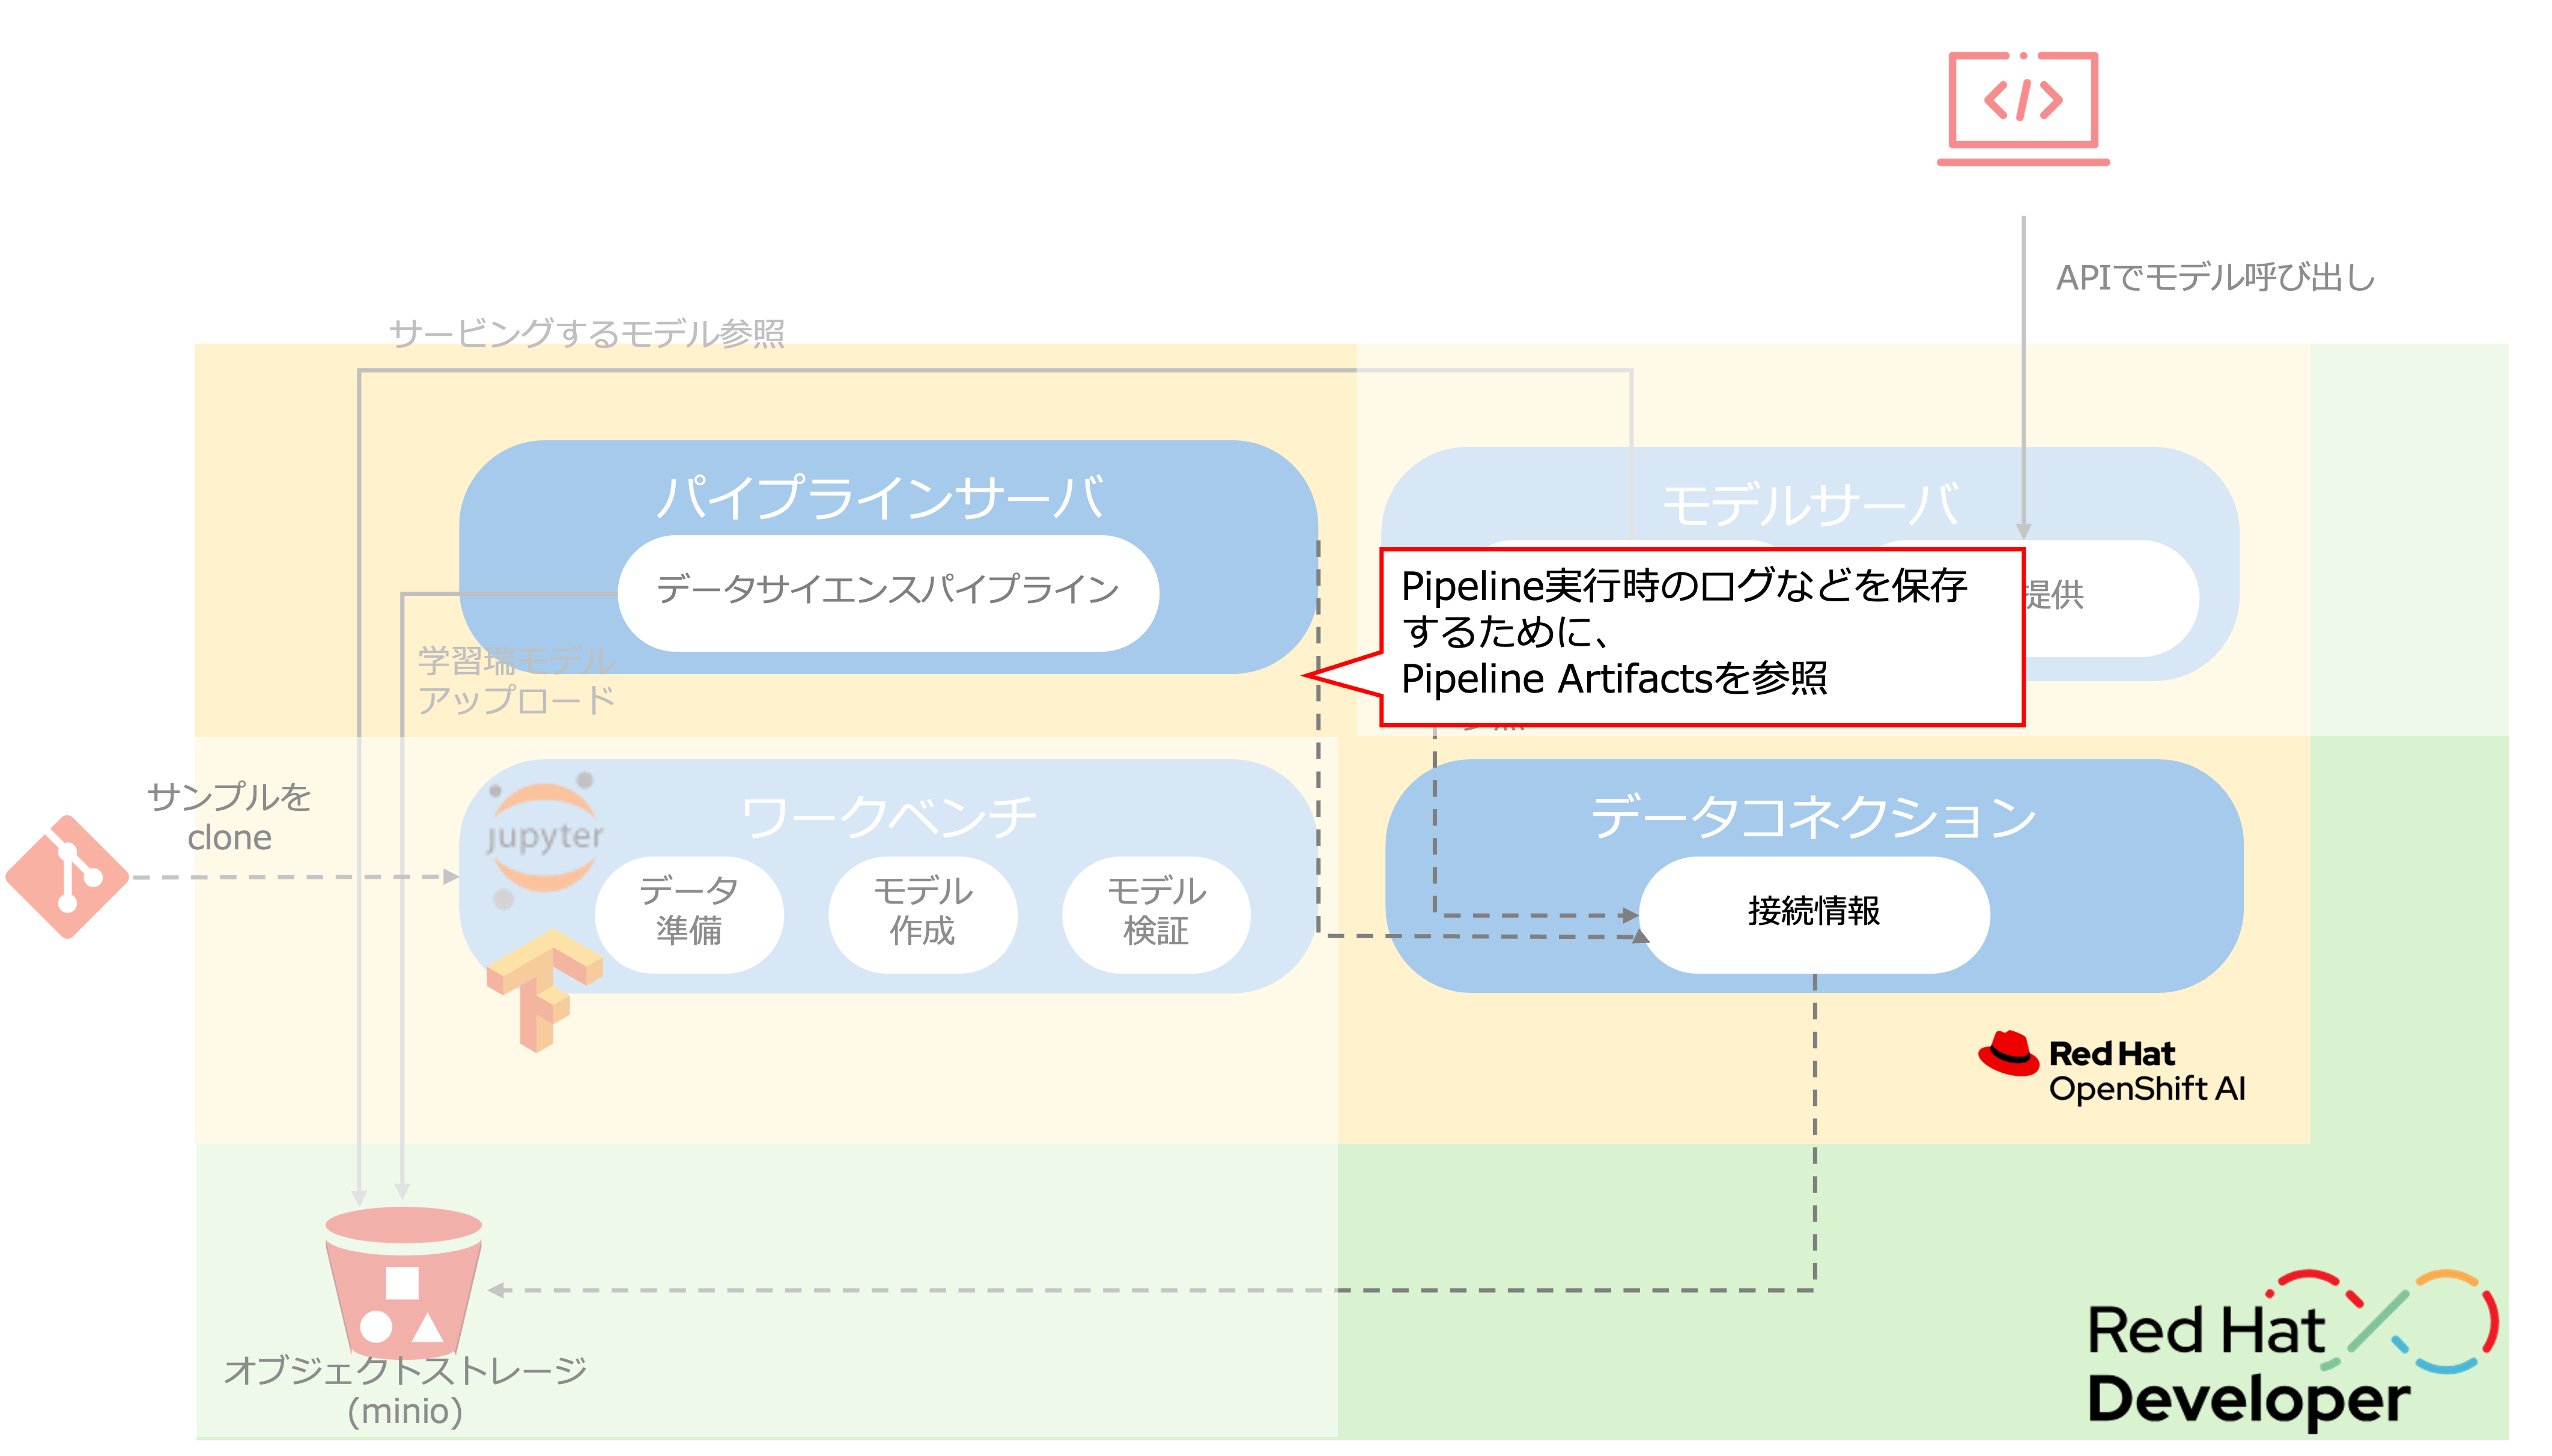 APIでモデル呼び出し
サービングするモデル参照
パイプラインサーバ
データサイエンスパイプライン
学習瑞モデル
アップロード
モデルサーバ
提供
Pipeline実行時のログなどを保存
するために、
Pipeline Artifactsを参照
サンプルを
clone
jupyter
ワークベンチ
データ
準備
モデル
作成
モデル
検証
データコネクション
接続情報
Red Hat
OpenShift AI
オブジェクトストレージ
(minio)
Red Hat
Developer